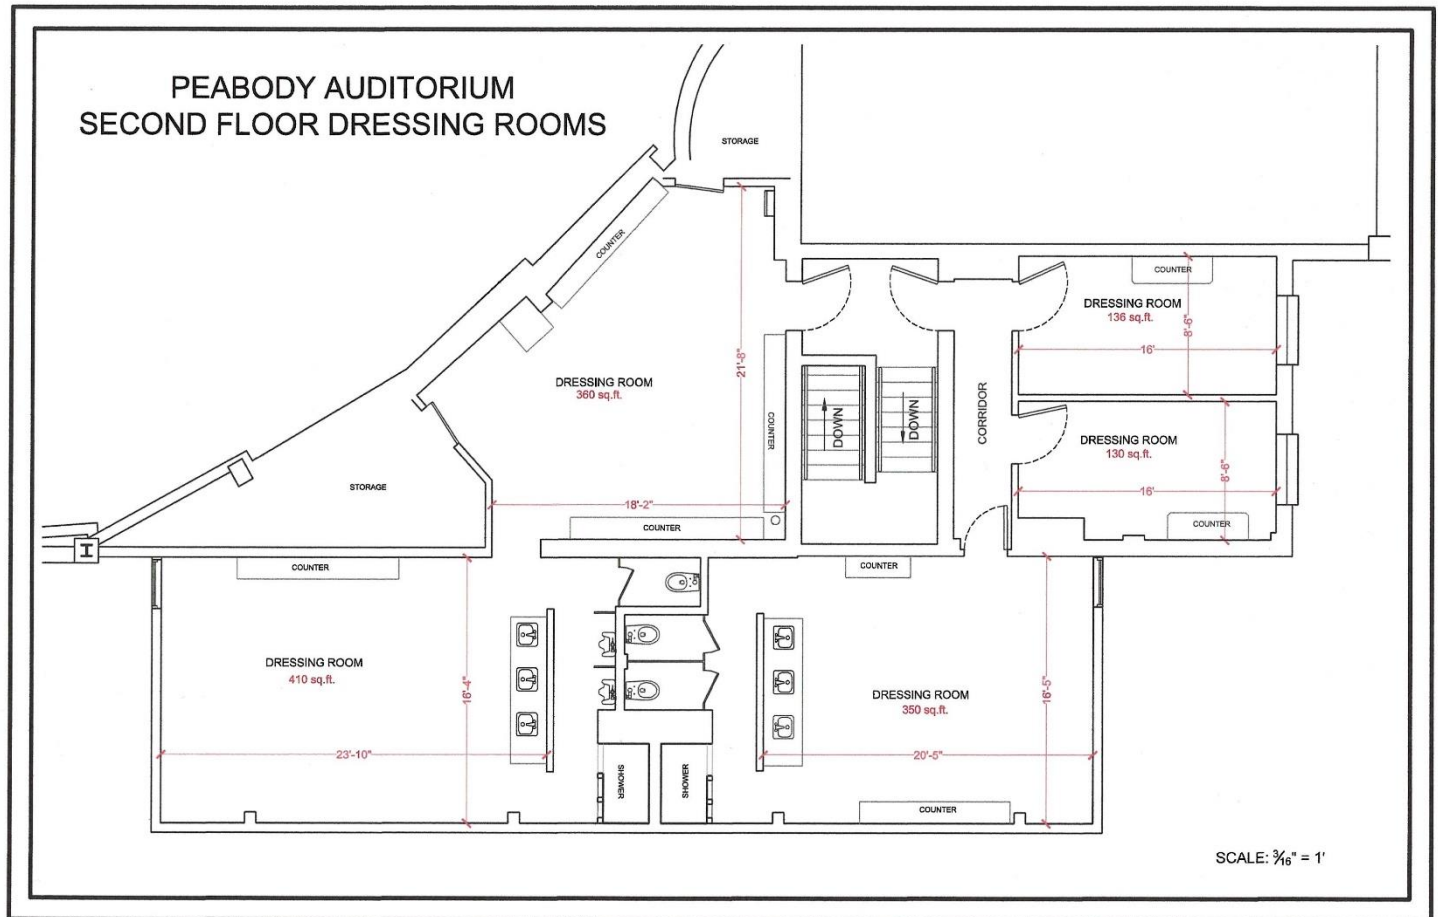 PEABODY AUDITORIUM
SECOND FLOOR DRESSING ROOMS
STORAGE
COUNTER
COUNTER
DRESSING ROOM
136 sq.ft.
8'-6"
16'
DRESSING ROOM
360 sq.ft.
21'-8"
COUNTER
DOWN
DOWN
CORRIDOR
DRESSING ROOM
130 sq.ft.
8'-6"
16'
COUNTER
STORAGE
18'-2"
COUNTER
COUNTER
COUNTER
DRESSING ROOM
410 sq.ft.
16'-4"
23'-10"
DRESSING ROOM
350 sq.ft.
16'-5"
20'-5"
SHOWER
SHOWER
COUNTER
SCALE: 3/16" = 1'